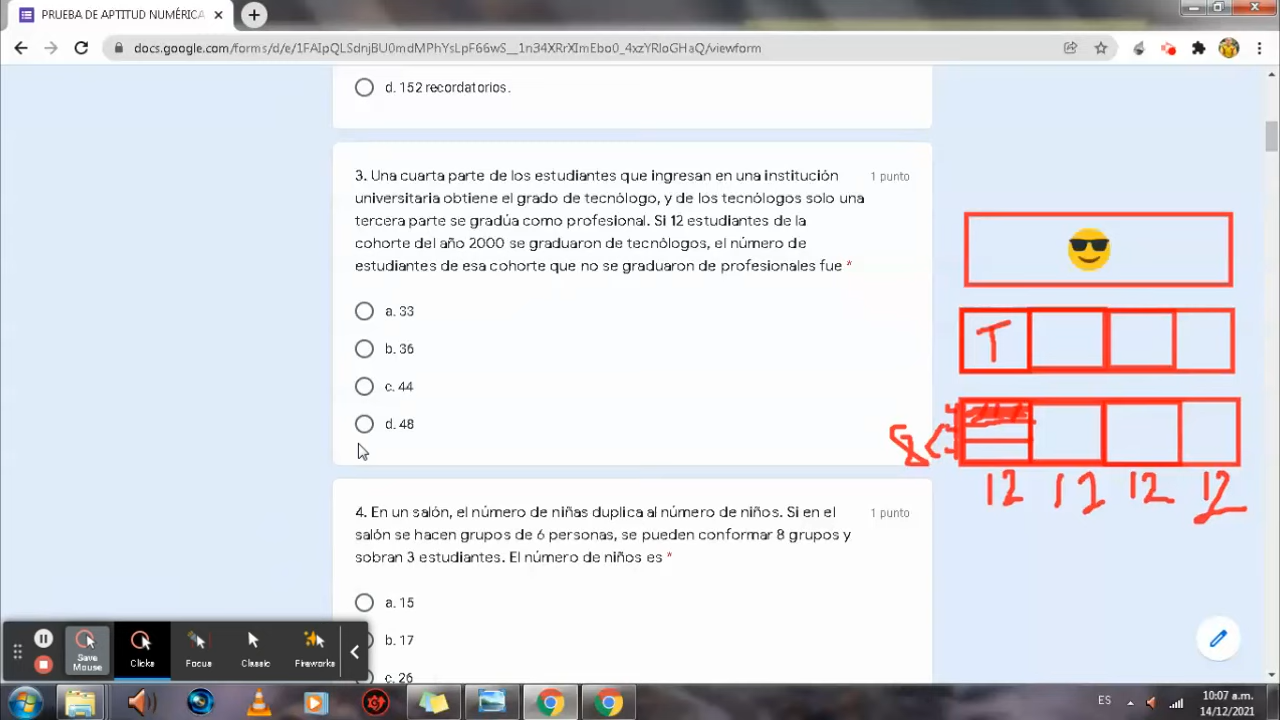 PRUEBA DE APTITUD NUMÉRICA
docs.google.com/forms/d/e/1FAIpQLSdnjBU0mdMPhYsLpF66wS__1n34XRrXImEbo0_4xzYRloGHaQ/viewform
d. 152 recordatorios.
3. Una cuarta parte de los estudiantes que ingresan en una institución
1 punto
universitaria obtiene el grado de tecnólogo, y de los tecnólogos solo una
tercera parte se gradúa como profesional. Si 12 estudiantes de la
cohorte del año 2000 se graduaron de tecnólogos, el número de
estudiantes de esa cohorte que no se graduaron de profesionales fue *
a. 33
b. 36
c. 44
d. 48
T
8
12 12 12 12
4. En un salón, el número de niñas duplica al número de niños. Si en el
1 punto
salón se hacen grupos de 6 personas, se pueden conformar 8 grupos y
sobran 3 estudiantes. El número de niños es *
a. 15
b. 17
c. 26
Save Mouse
Clicks
Focus
Classic
Fireworks
ES
10:07 a.m.
14/12/2021